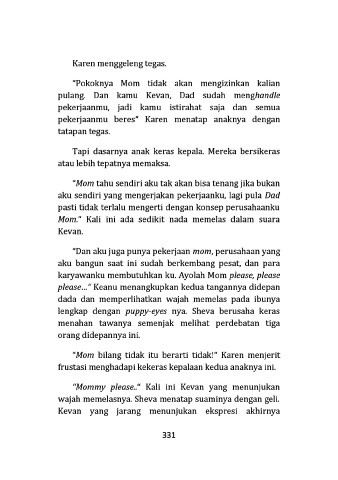 Karen menggeleng tegas.
"Pokoknya Mom tidak akan mengizinkan kalian
pulang. Dan kamu Kevan, Dad sudah menghandle
pekerjaanmu, jadi kamu istirahat saja dan semua
pekerjaanmu beres" Karen menatap anaknya dengan
tatapan tegas.
Tapi dasarnya anak keras kepala. Mereka bersikeras
atau lebih tepatnya memaksa.
"Mom tahu sendiri aku tak akan bisa tenang jika bukan
aku sendiri yang mengerjakan pekerjaanku, lagi pula Dad
pasti tidak terlalu mengerti dengan konsep perusahaanku
Mom." Kali ini ada sedikit nada memelas dalam suara
Kevan.
"Dan aku juga punya pekerjaan mom, perusahaan yang
aku bangun saat ini sudah berkembang pesat, dan para
karyawanku membutuhkan ku. Ayolah Mom please, please
please..." Keanu menangkupkan kedua tangannya didepan
dada dan memperlihatkan wajah memelas pada ibunya
lengkap dengan puppy-eyes nya. Sheva berusaha keras
menahan tawanya semenjak melihat perdebatan tiga
orang didepannya ini.
"Mom bilang tidak itu berarti tidak!" Karen menjerit
frustasi menghadapi kekeras kepalaan kedua anaknya ini.
"Mommy please.." Kali ini Kevan yang menunjukan
wajah memelasnya. Sheva menatap suaminya dengan geli.
Kevan yang jarang menunjukan ekspresi akhirnya
331